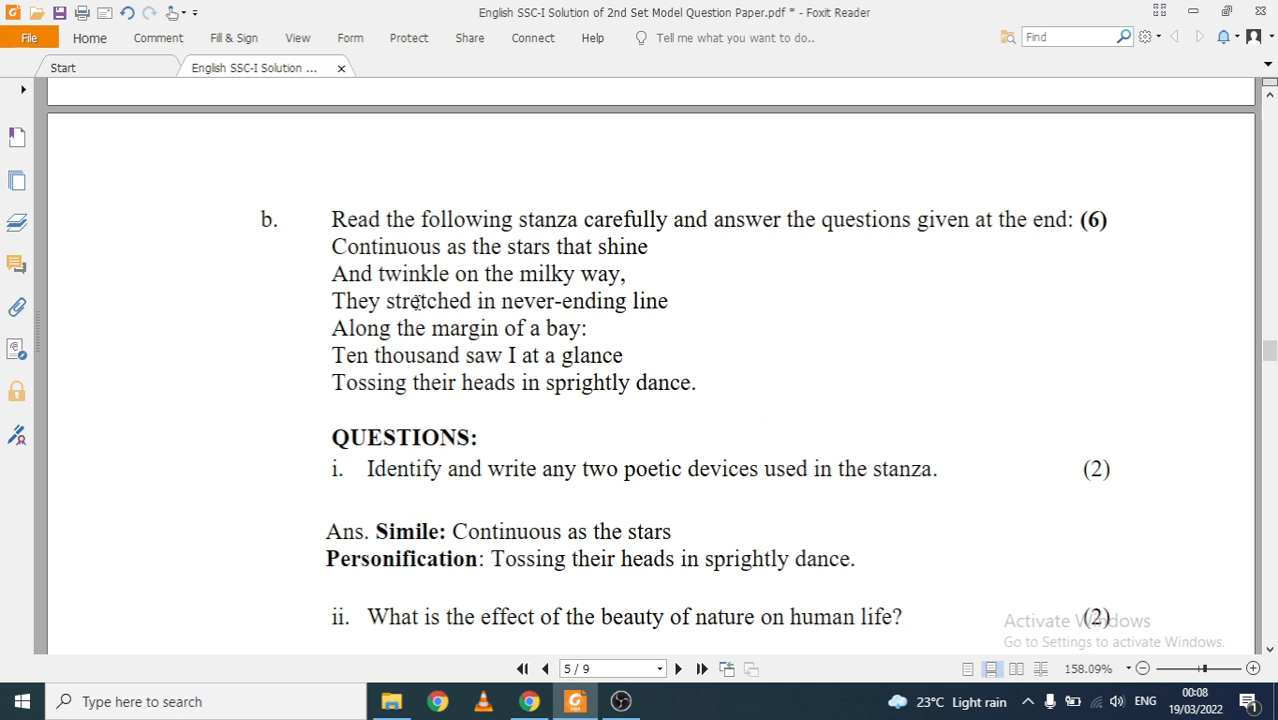 English SSC-I Solution of 2nd Set Model Question Paper.pdf * - Foxit Reader
File Home Comment Fill & Sign View Form Protect Share Connect Help Tell me what you want to do.. Find
Start English SSC-I Solution ...
b. Read the following stanza carefully and answer the questions given at the end: (6)
Continuous as the stars that shine
And twinkle on the milky way,
They stretched in never-ending line
Along the margin of a bay:
Ten thousand saw I at a glance
Tossing their heads in sprightly dance.
QUESTIONS:
i. Identify and write any two poetic devices used in the stanza. (2)
Ans. Simile: Continuous as the stars
Personification: Tossing their heads in sprightly dance.
ii. What is the effect of the beauty of nature on human life? (2)
Activate Windows
Go to Settings to activate Windows.
5 / 9 158.09%
Type here to search 23°C Light rain ENG 00:08
19/03/2022 1